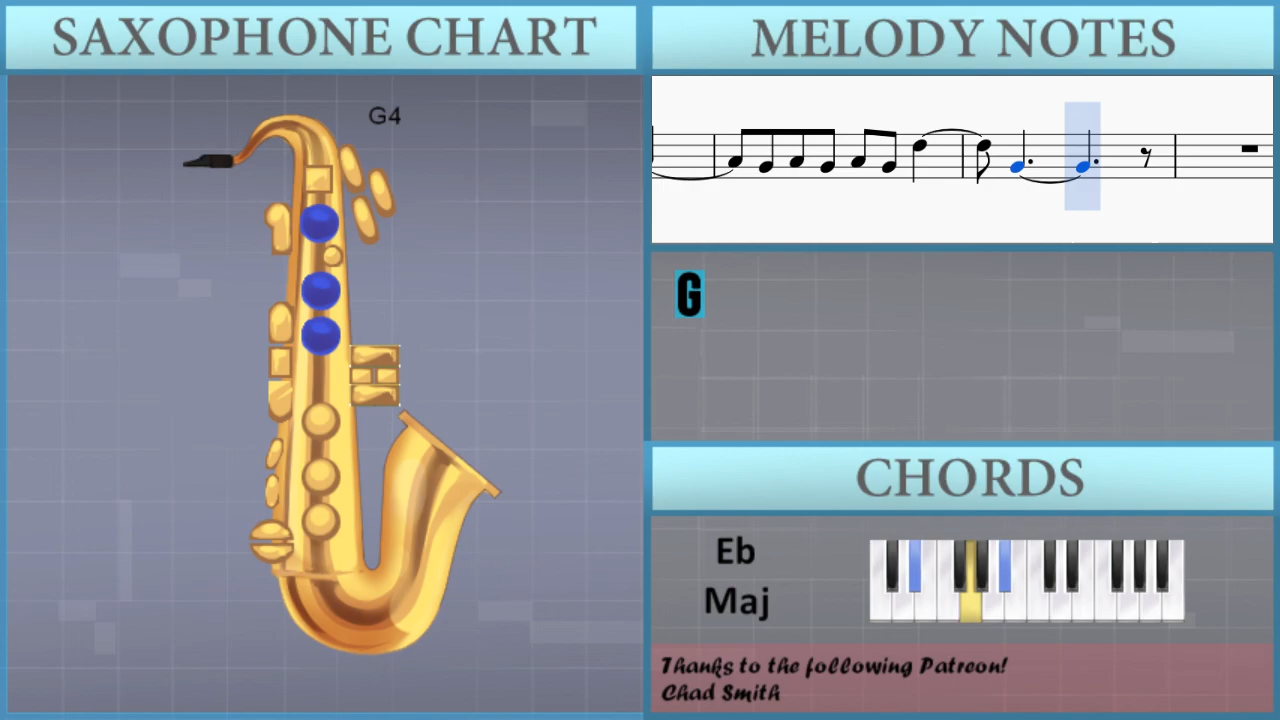 SAXOPHONE CHART
G4
MELODY NOTES
G
CHORDS
Eb
Maj
Thanks to the following Patreon!
Chad Smith